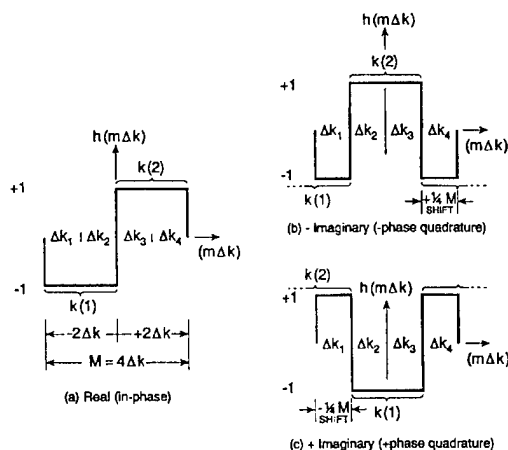 h(mΔk)
k(2)
+1
Δk₁ Δk₂ Δk₃ Δk₄
(mΔk)
-1
k(1)
-2Δk +2Δk
M = 4Δk
(a) Real (in-phase)
h(mΔk)
k(2)
+1
Δk₁ Δk₂ Δk₃ Δk₄
(mΔk)
-1
k(1)
+¼ M
SHIFT
(b) - Imaginary (-phase quadrature)
k(2)
+1
h(mΔk)
Δk₁ Δk₂ Δk₃ Δk₄
(mΔk)
-1
-¼ M
SHIFT
k(1)
(c) + Imaginary (+phase quadrature)